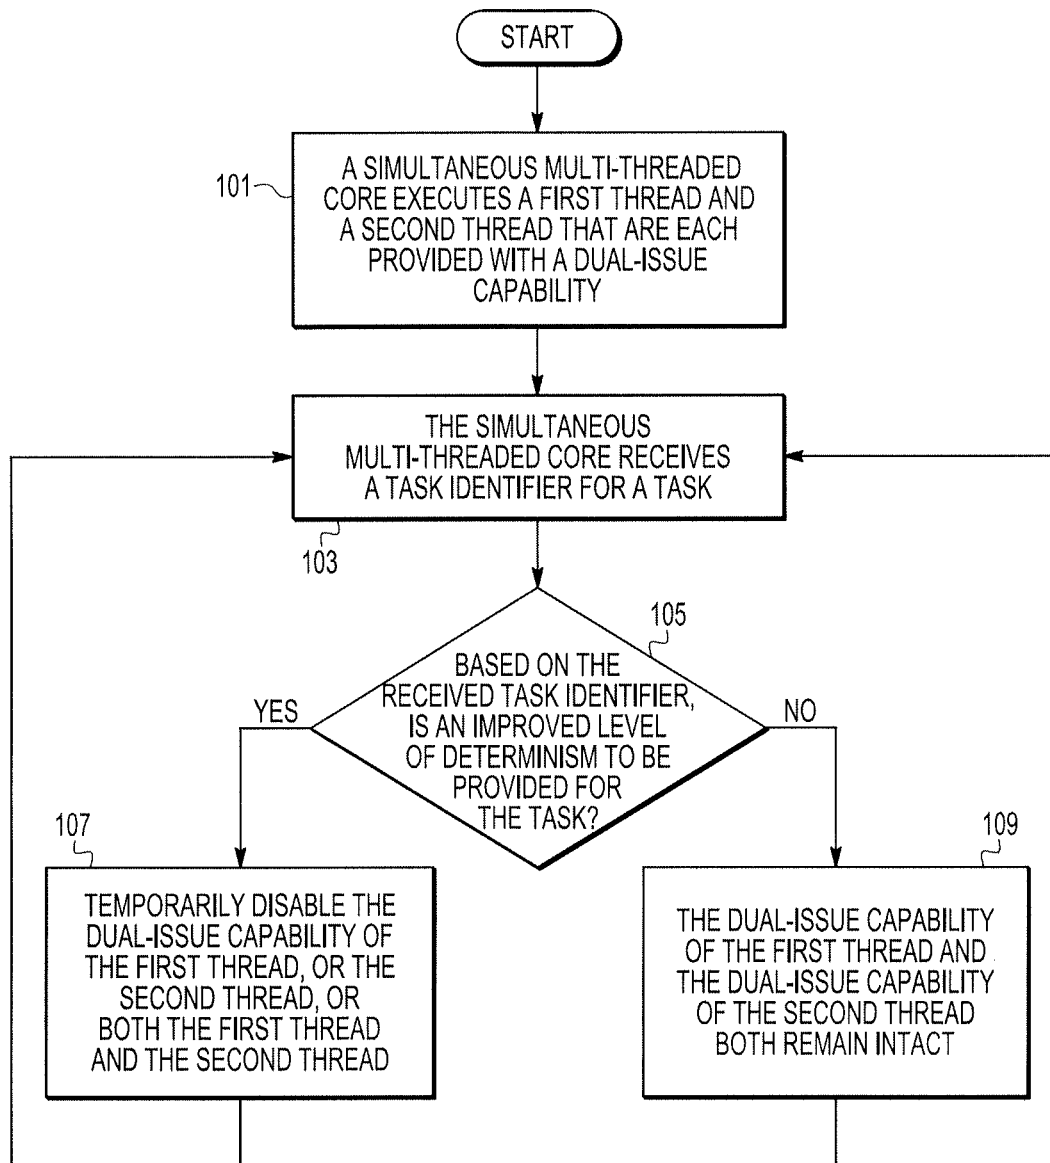 START
101
A SIMULTANEOUS MULTI-THREADED
CORE EXECUTES A FIRST THREAD AND
A SECOND THREAD THAT ARE EACH
PROVIDED WITH A DUAL-ISSUE
CAPABILITY
THE SIMULTANEOUS
MULTI-THREADED CORE RECEIVES
A TASK IDENTIFIER FOR A TASK
103
105
BASED ON THE
RECEIVED TASK IDENTIFIER,
IS AN IMPROVED LEVEL
OF DETERMINISM TO BE
PROVIDED FOR
THE TASK?
YES
NO
107
TEMPORARILY DISABLE THE
DUAL-ISSUE CAPABILITY OF
THE FIRST THREAD, OR THE
SECOND THREAD, OR
BOTH THE FIRST THREAD
AND THE SECOND THREAD
109
THE DUAL-ISSUE CAPABILITY
OF THE FIRST THREAD AND
THE DUAL-ISSUE CAPABILITY
OF THE SECOND THREAD
BOTH REMAIN INTACT